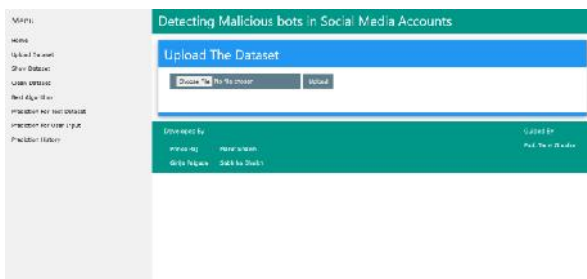 Menu
Home
Upload Dataset
Show Dataset
Clean Dataset
Best Algorithm
Prediction For Test Dataset
Prediction For User Input
Prediction History
Detecting Malicious bots in Social Media Accounts
Upload The Dataset
Choose File No file chosen
Upload
Developed By
Guided By